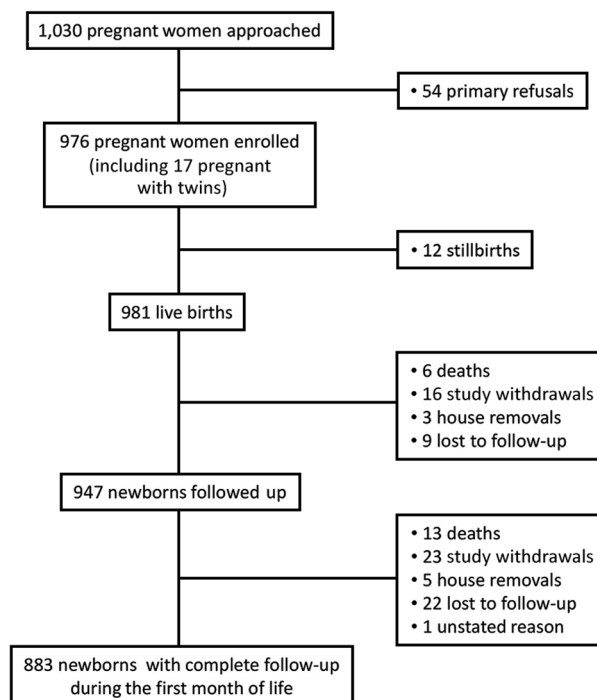 1,030 pregnant women approached
• 54 primary refusals
976 pregnant women enrolled
(including 17 pregnant
with twins)
• 12 stillbirths
981 live births
• 6 deaths
• 16 study withdrawals
• 3 house removals
• 9 lost to follow-up
947 newborns followed up
• 13 deaths
• 23 study withdrawals
• 5 house removals
• 22 lost to follow-up
• 1 unstated reason
883 newborns with complete follow-up
during the first month of life